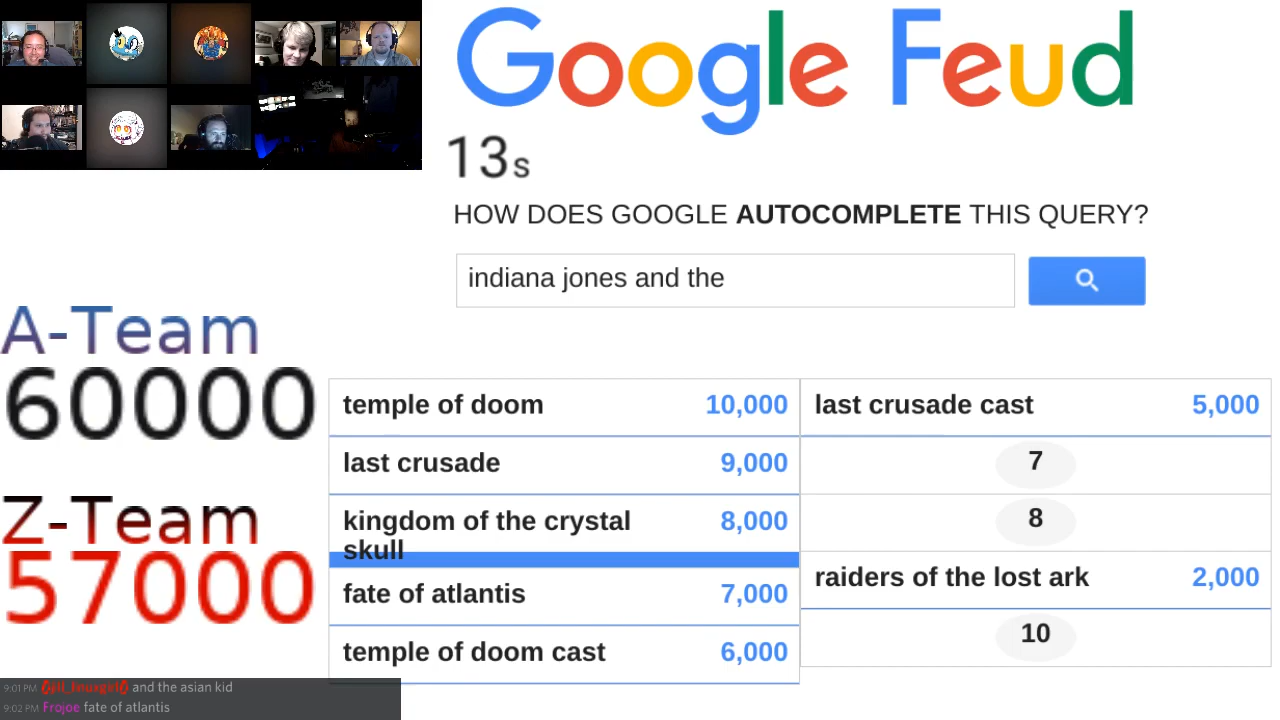 Google Feud
13s
HOW DOES GOOGLE AUTOCOMPLETE THIS QUERY?
indiana jones and the
A-Team
60000
Z-Team
57000
temple of doom 10,000
last crusade 9,000
kingdom of the crystal
skull 8,000
fate of atlantis 7,000
temple of doom cast 6,000
last crusade cast 5,000
7
8
raiders of the lost ark 2,000
10
9:01 PM and the asian kid
9:02 PM Frojoe fate of atlantis